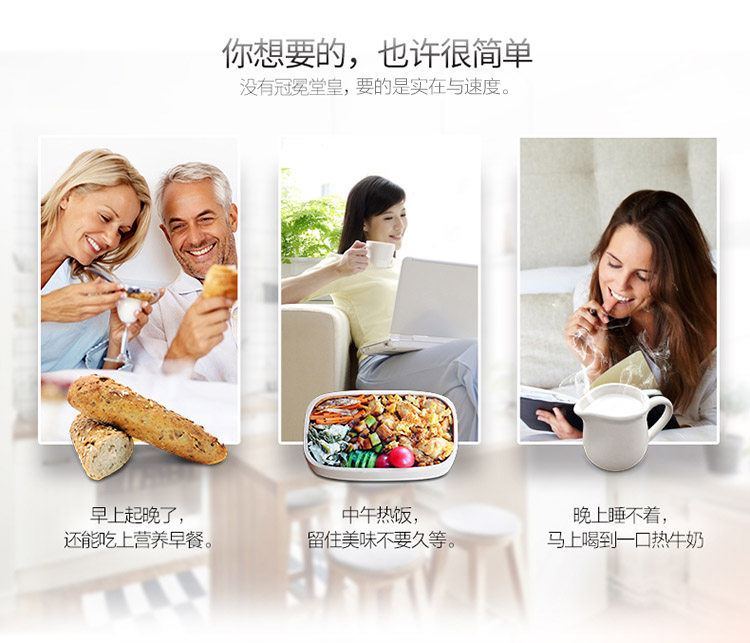 你想要的，也许很简单
没有冠冕堂皇，要的是实在与速度。
早上起晚了，
还能吃上营养早餐。
中午热饭，
留住美味不要久等。
晚上睡不着，
马上喝到一口热牛奶